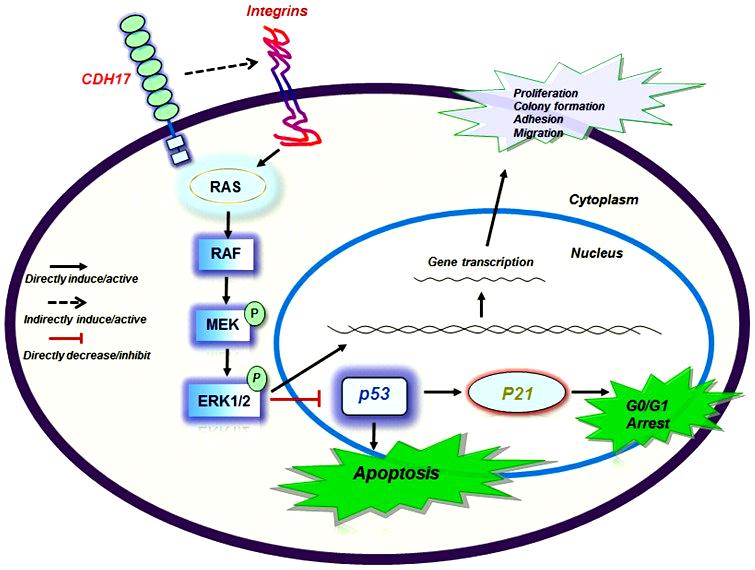 Integrins
CDH17
Proliferation
Colony formation
Adhesion
Migration
RAS
Cytoplasm
RAF
Nucleus
Gene transcription
Directly induce/active
P
MEK
Indirectly induce/active
Directly decrease/inhibit
P
ERK1/2
p53
P21
G0/G1
Arrest
Apoptosis